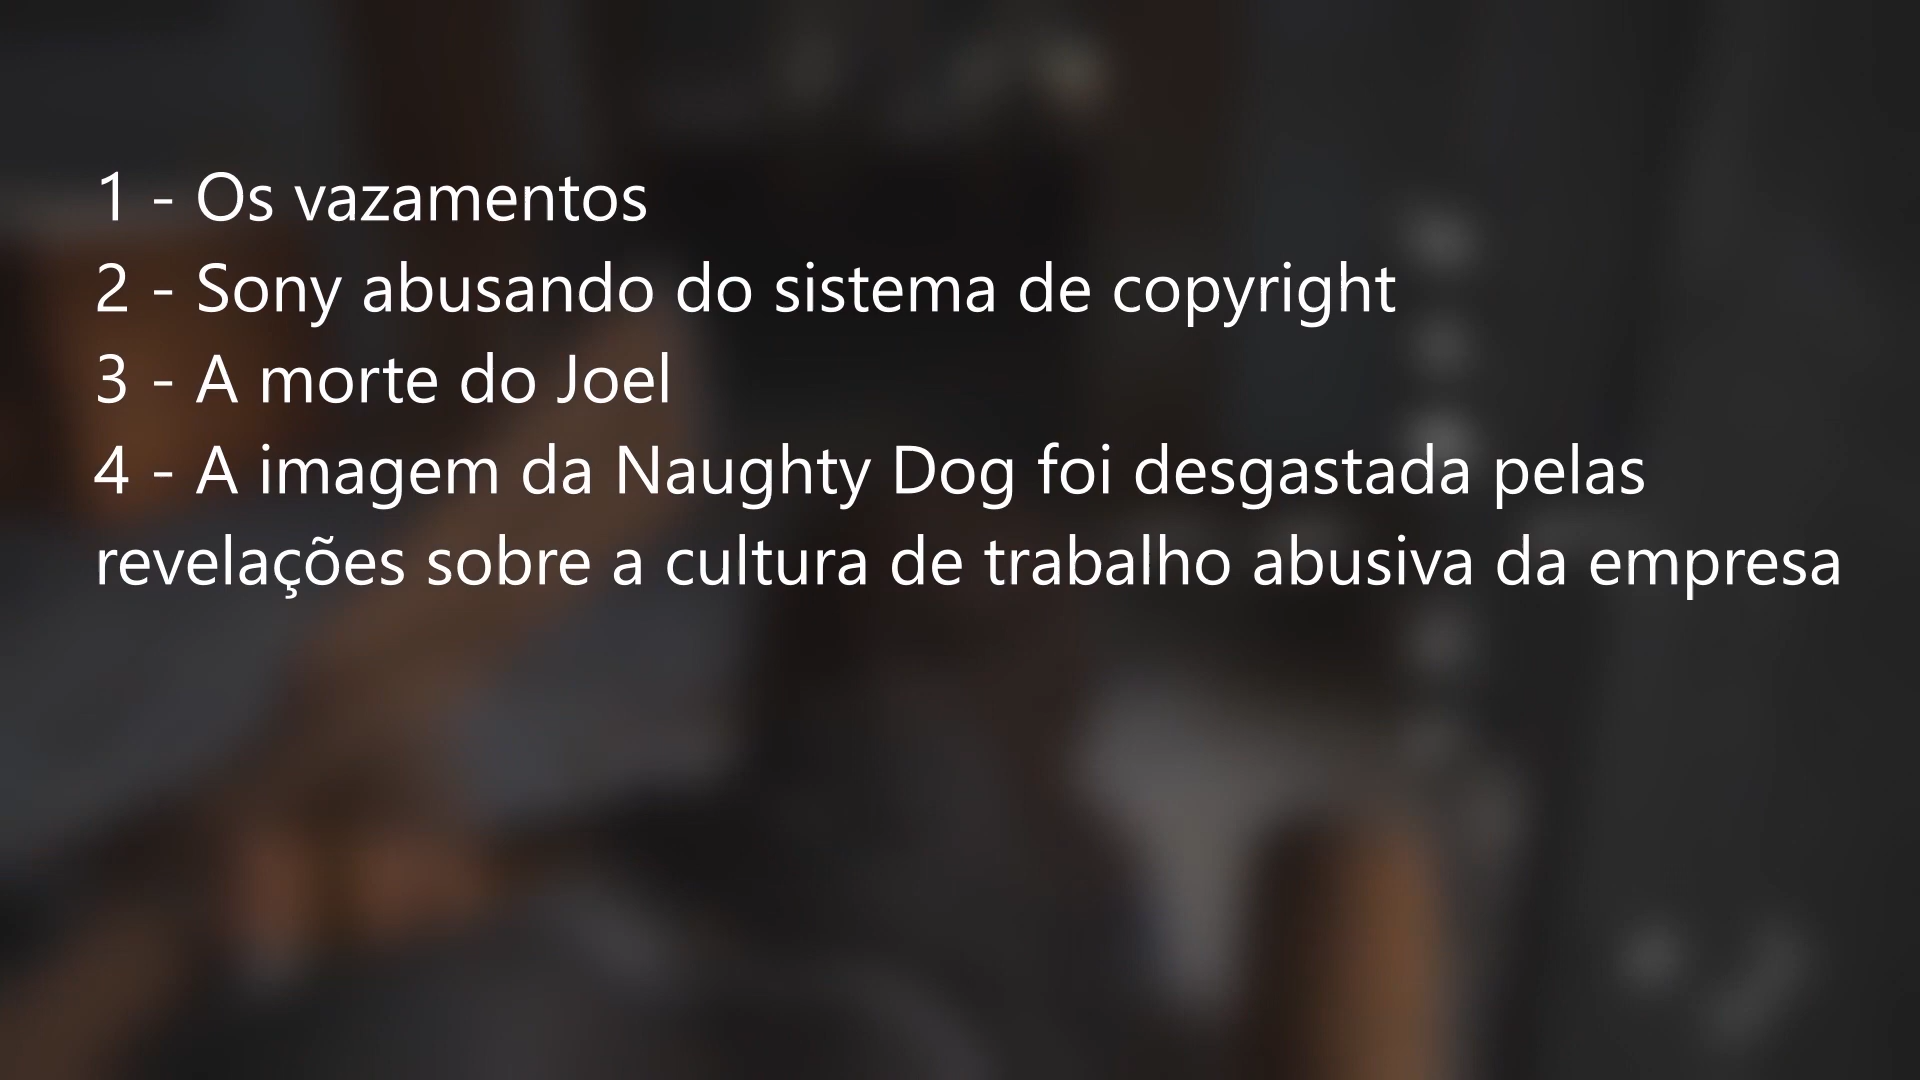 1 - Os vazamentos
2 - Sony abusando do sistema de copyright
3 - A morte do Joel
4 - A imagem da Naughty Dog foi desgastada pelas
revelações sobre a cultura de trabalho abusiva da empresa